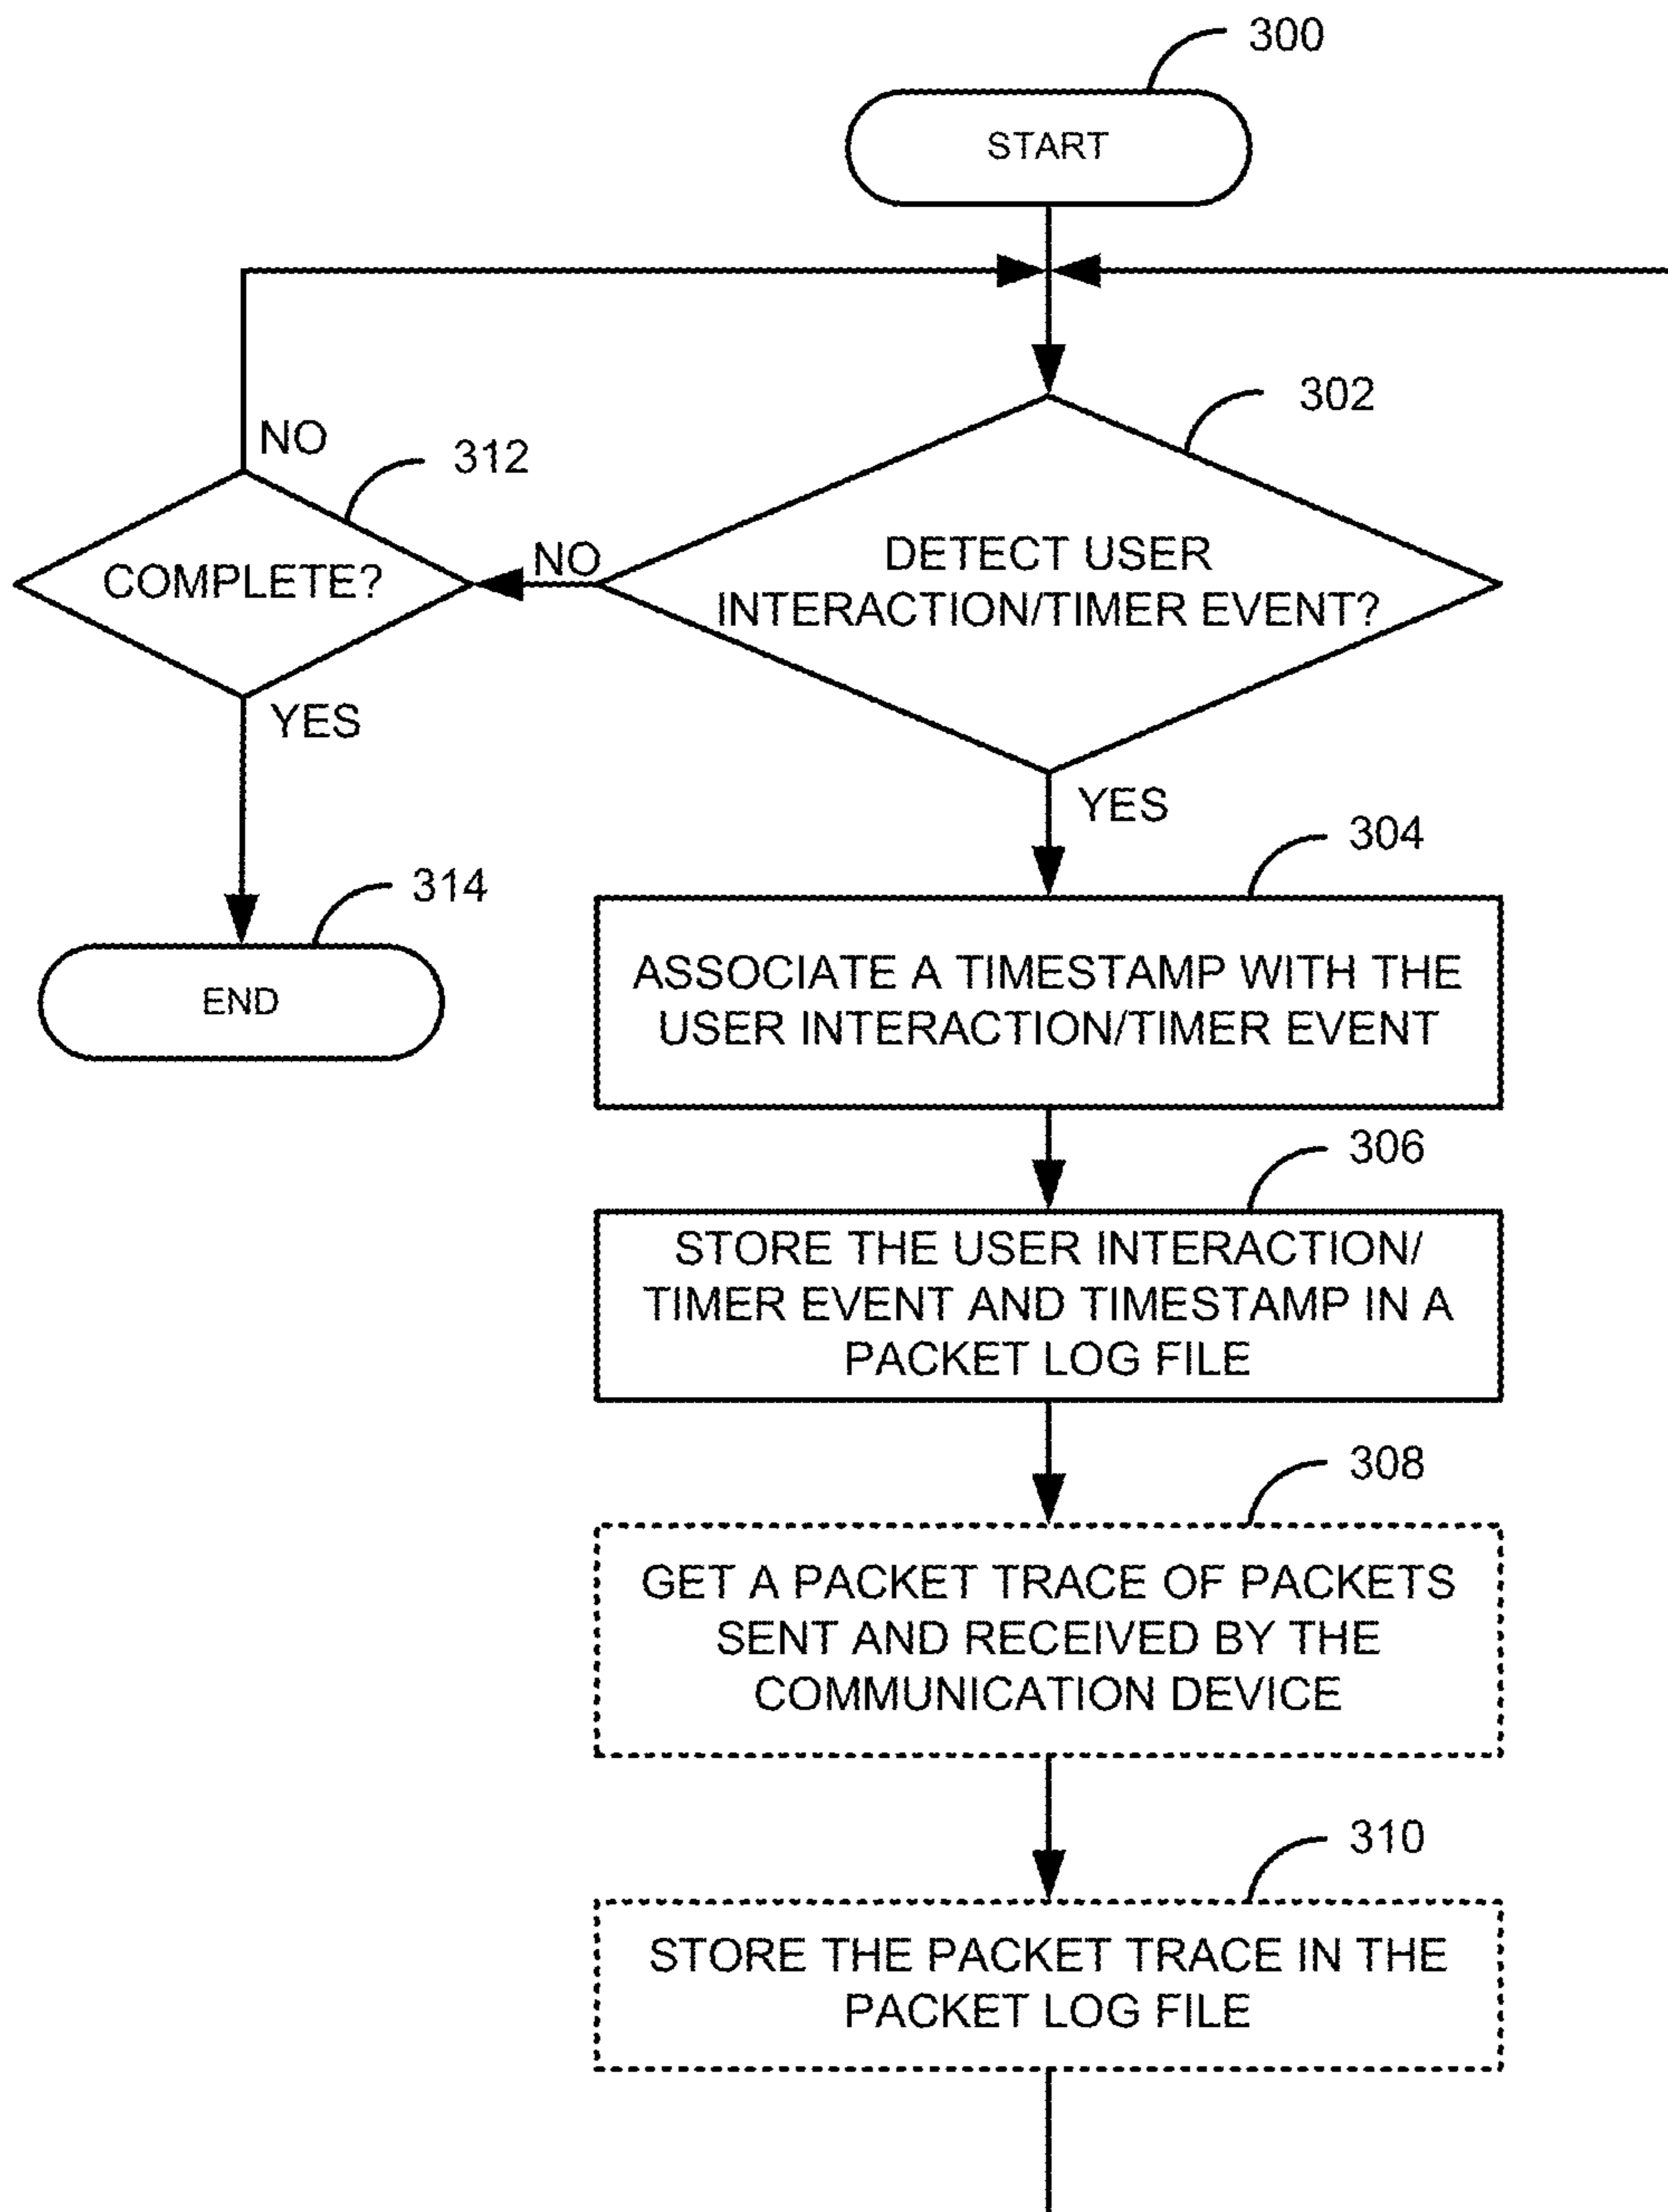 300
START
302
NO
312
DETECT USER
INTERACTION/TIMER EVENT?
NO
COMPLETE?
YES
YES
304
314
ASSOCIATE A TIMESTAMP WITH THE
USER INTERACTION/TIMER EVENT
END
306
STORE THE USER INTERACTION/
TIMER EVENT AND TIMESTAMP IN A
PACKET LOG FILE
308
GET A PACKET TRACE OF PACKETS
SENT AND RECEIVED BY THE
COMMUNICATION DEVICE
310
STORE THE PACKET TRACE IN THE
PACKET LOG FILE